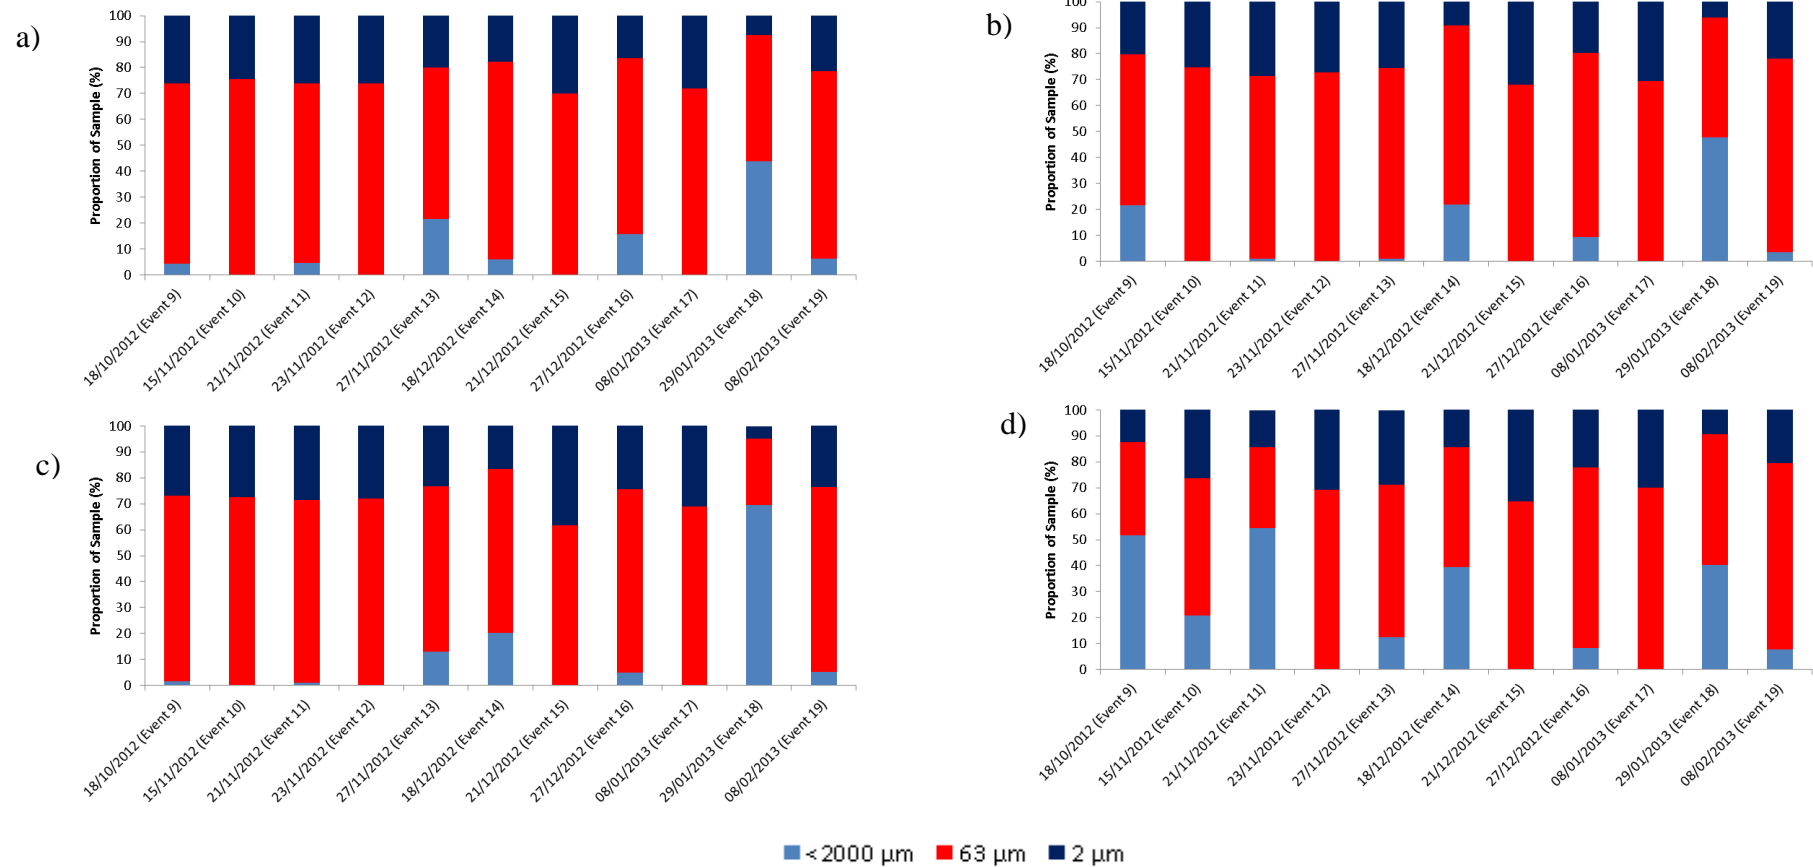 a)
Proportion of Sample (%)
100
90
80
70
60
50
40
30
20
10
0
18/10/2012 (Event 9)
15/11/2012 (Event 10)
21/11/2012 (Event 11)
23/11/2012 (Event 12)
27/11/2012 (Event 13)
18/12/2012 (Event 14)
21/12/2012 (Event 15)
27/12/2012 (Event 16)
08/01/2013 (Event 17)
29/01/2013 (Event 18)
08/02/2013 (Event 19)
b)
Proportion of Sample (%)
100
90
80
70
60
50
40
30
20
10
0
18/10/2012 (Event 9)
15/11/2012 (Event 10)
21/11/2012 (Event 11)
23/11/2012 (Event 12)
27/11/2012 (Event 13)
18/12/2012 (Event 14)
21/12/2012 (Event 15)
27/12/2012 (Event 16)
08/01/2013 (Event 17)
29/01/2013 (Event 18)
08/02/2013 (Event 19)
c)
Proportion of Sample (%)
100
90
80
70
60
50
40
30
20
10
0
18/10/2012 (Event 9)
15/11/2012 (Event 10)
21/11/2012 (Event 11)
23/11/2012 (Event 12)
27/11/2012 (Event 13)
18/12/2012 (Event 14)
21/12/2012 (Event 15)
27/12/2012 (Event 16)
08/01/2013 (Event 17)
29/01/2013 (Event 18)
08/02/2013 (Event 19)
d)
Proportion of Sample (%)
100
90
80
70
60
50
40
30
20
10
0
18/10/2012 (Event 9)
15/11/2012 (Event 10)
21/11/2012 (Event 11)
23/11/2012 (Event 12)
27/11/2012 (Event 13)
18/12/2012 (Event 14)
21/12/2012 (Event 15)
27/12/2012 (Event 16)
08/01/2013 (Event 17)
29/01/2013 (Event 18)
08/02/2013 (Event 19)
<2000 µm 63 µm 2 µm